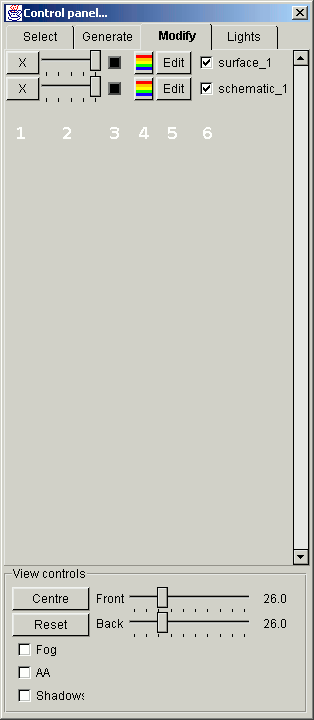 Control panel...
Select Generate Modify Lights
X Edit surface_1
X Edit schematic_1
1 2 3 4 5 6
View controls
Centre Front 26.0
Reset Back 26.0
Fog
AA
Shadows